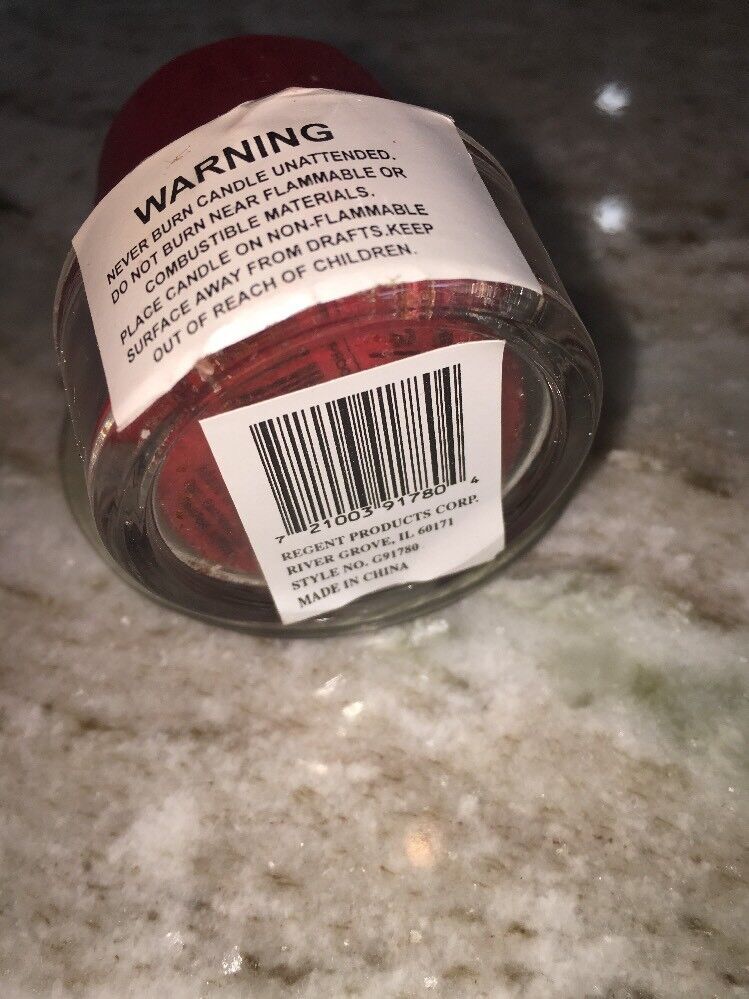 WARNING
NEVER BURN CANDLE UNATTENDED.
DO NOT BURN NEAR FLAMMABLE OR
COMBUSTIBLE MATERIALS.
PLACE CANDLE ON NON-FLAMMABLE
SURFACE AWAY FROM DRAFTS.KEEP
OUT OF REACH OF CHILDREN.
7 21003 91780 4
REGENT PRODUCTS CORP.
RIVER GROVE, IL 60171
STYLE NO. G91780
MADE IN CHINA